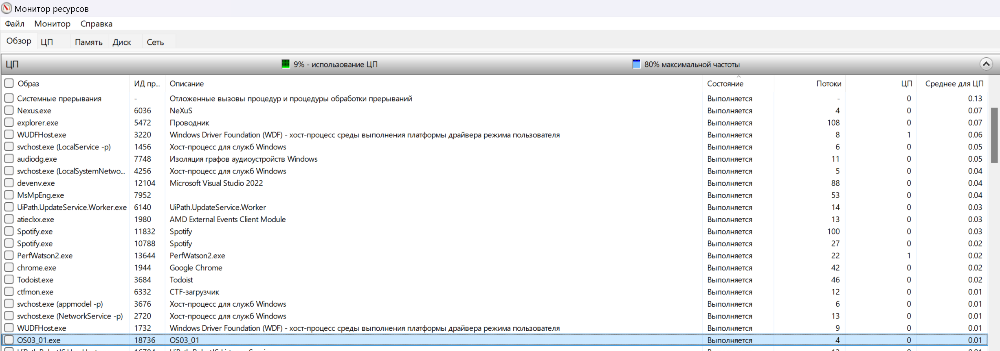 Монитор ресурсов
Файл Монитор Справка
Обзор ЦП Память Диск Сеть
ЦП 9% - использование ЦП 80% максимальной частоты
Образ ИД пр... Описание Состояние Потоки ЦП Среднее для ЦП
Системные прерывания - Отложенные вызовы процедур и процедуры обработки прерываний Выполняется - 0 0.13
Nexus.exe 6036 NeXuS Выполняется 4 0 0.07
explorer.exe 5472 Проводник Выполняется 108 0 0.07
WUDFHost.exe 3220 Windows Driver Foundation (WDF) - хост-процесс среды выполнения платформы драйвера режима пользователя Выполняется 8 1 0.06
svchost.exe (LocalService -p) 1456 Хост-процесс для служб Windows Выполняется 6 0 0.05
audiodg.exe 7748 Изоляция графов аудиоустройств Windows Выполняется 11 0 0.05
svchost.exe (LocalSystemNetwo... 4256 Хост-процесс для служб Windows Выполняется 5 0 0.04
devenv.exe 12104 Microsoft Visual Studio 2022 Выполняется 88 0 0.04
MsMpEng.exe 7952 Выполняется 53 0 0.04
UiPath.UpdateService.Worker.exe 6140 UiPath.UpdateService.Worker Выполняется 14 0 0.03
atieclxx.exe 1980 AMD External Events Client Module Выполняется 13 0 0.03
Spotify.exe 11832 Spotify Выполняется 100 0 0.03
Spotify.exe 10788 Spotify Выполняется 27 0 0.02
PerfWatson2.exe 13644 PerfWatson2.exe Выполняется 22 1 0.02
chrome.exe 1944 Google Chrome Выполняется 42 0 0.02
Todoist.exe 3684 Todoist Выполняется 46 0 0.02
ctfmon.exe 6332 CTF-загрузчик Выполняется 12 0 0.01
svchost.exe (appmodel -p) 3676 Хост-процесс для служб Windows Выполняется 6 0 0.01
svchost.exe (NetworkService -p) 2720 Хост-процесс для служб Windows Выполняется 13 0 0.01
WUDFHost.exe 1732 Windows Driver Foundation (WDF) - хост-процесс среды выполнения платформы драйвера режима пользователя Выполняется 9 0 0.01
OS03_01.exe 18736 OS03_01 Выполняется 4 0 0.01